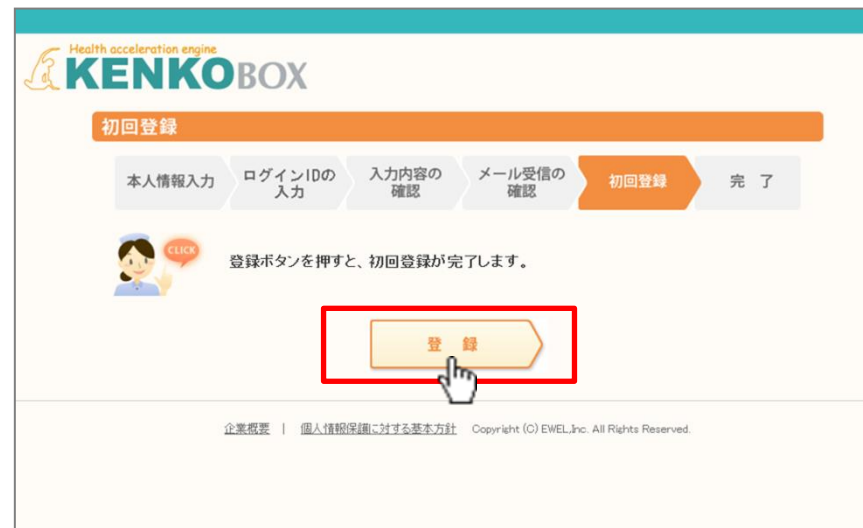 Health acceleration engine
KENKOBOX
初回登録
本人情報入力
ログインIDの
入力
入力内容の
確認
メール受信の
確認
初回登録
完 了
CLICK
登録ボタンを押すと、初回登録が完了します。
登 録
企業概要 | 個人情報保護に対する基本方針 Copyright (C) EWEL,Inc. All Rights Reserved.